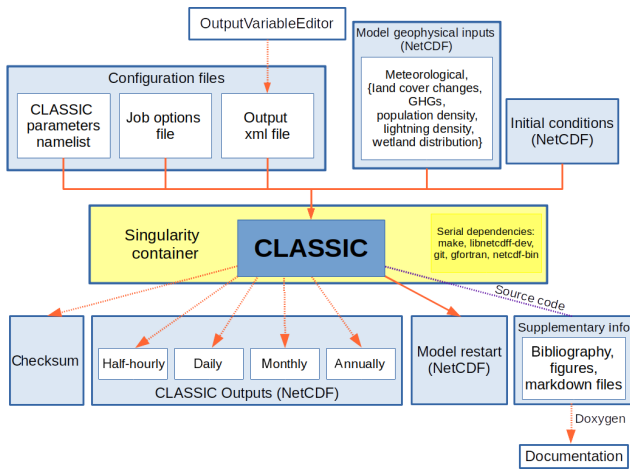 OutputVariableEditor
Configuration files
CLASSIC
parameters
namelist
Job options
file
Output
xml file
Model geophysical inputs
(NetCDF)
Meteorological,
{land cover changes,
GHGs,
population density,
lightning density,
wetland distribution}
Initial conditions
(NetCDF)
Singularity
container
CLASSIC
Serial dependencies:
make, libnetcdff-dev,
git, gfortran, netcdf-bin
Source code
Checksum
Half-hourly
Daily
Monthly
Annually
CLASSIC Outputs (NetCDF)
Model restart
(NetCDF)
Supplementary info
Bibliography,
figures,
markdown files
Doxygen
Documentation